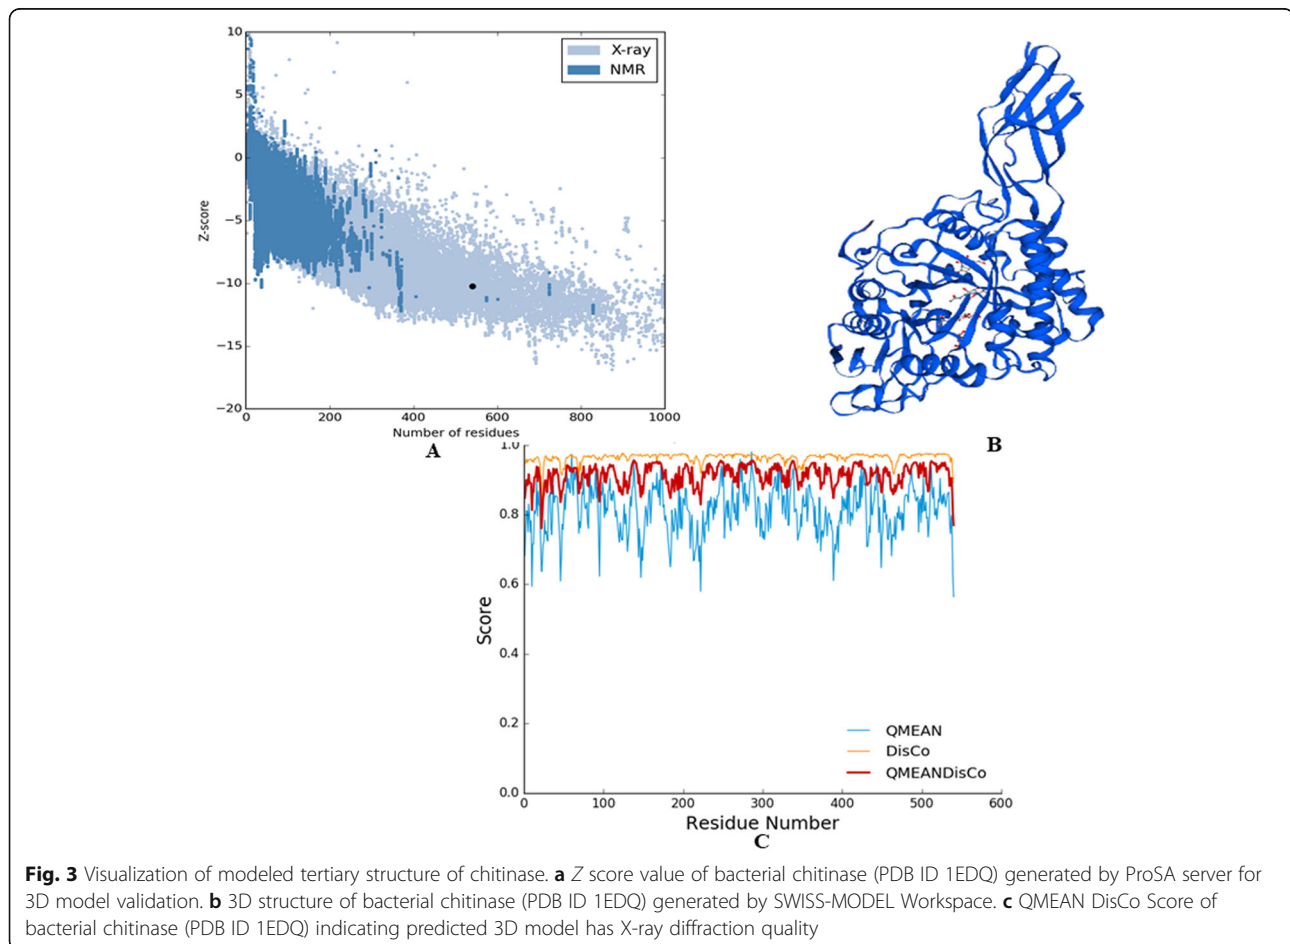 10
5
0
−5
−10
−15
−20
Z-score
X-ray
NMR
0 200 400 600 800 1000
Number of residues
A
B
1.0
0.8
0.6
0.4
0.2
0.0
Score
QMEAN
DisCo
QMEANDisCo
0 100 200 300 400 500 600
Residue Number
C
Fig. 3 Visualization of modeled tertiary structure of chitinase. a Z score value of bacterial chitinase (PDB ID 1EDQ) generated by ProSA server for
3D model validation. b 3D structure of bacterial chitinase (PDB ID 1EDQ) generated by SWISS-MODEL Workspace. c QMEAN DisCo Score of
bacterial chitinase (PDB ID 1EDQ) indicating predicted 3D model has X-ray diffraction quality